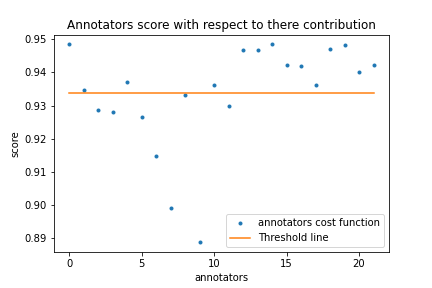 Annotators score with respect to there contribution
0.95
0.94
0.93
0.92
0.91
0.90
0.89
score
0
5
10
15
20
annotators
annotators cost function
Threshold line